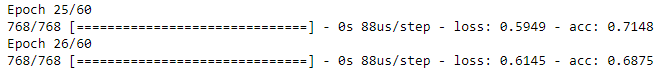 Epoch 25/60
768/768 [==============================] - 0s 88us/step - loss: 0.5949 - acc: 0.7148
Epoch 26/60
768/768 [==============================] - 0s 88us/step - loss: 0.6145 - acc: 0.6875